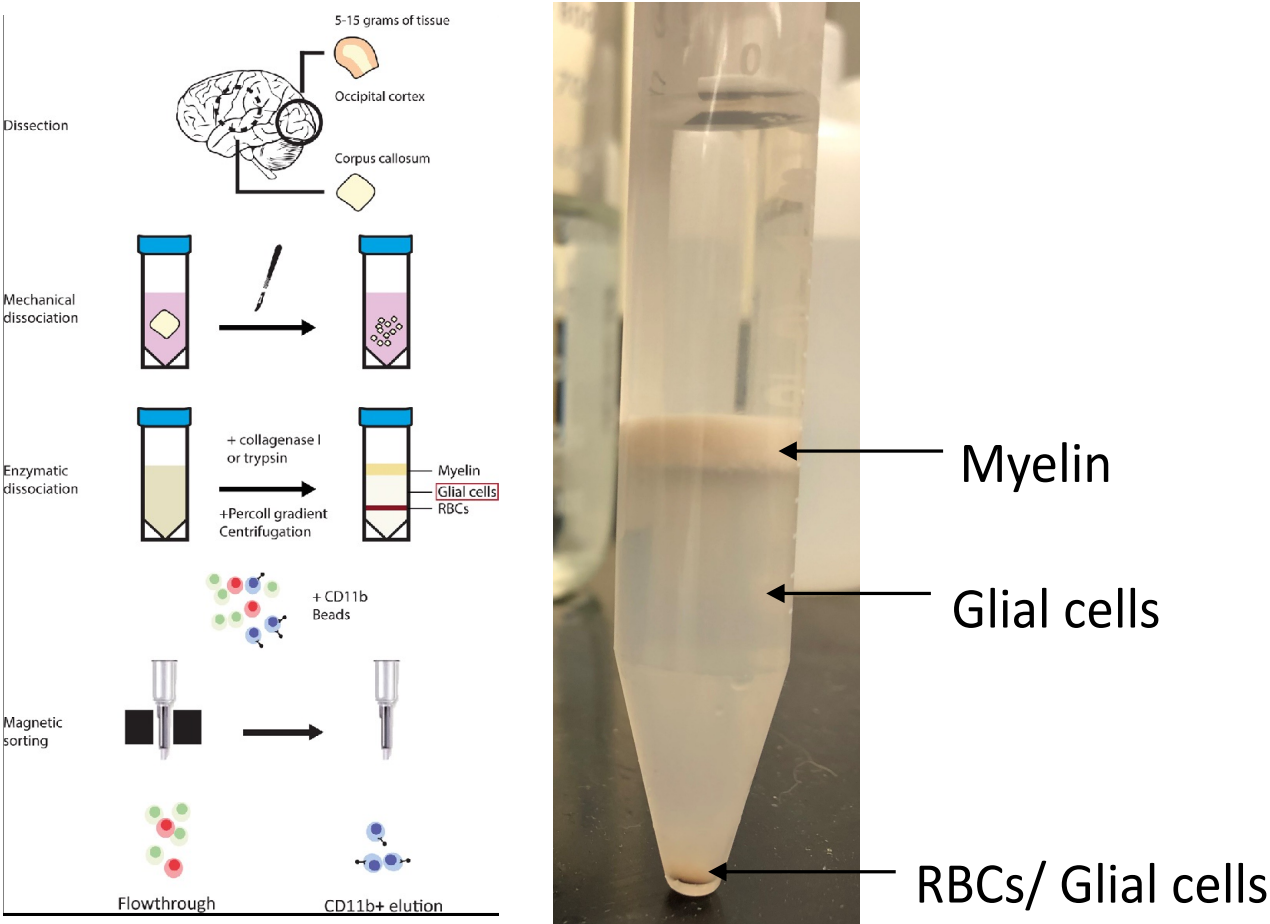 5-15 grams of tissue
Occipital cortex
Dissection
Corpus callosum
Mechanical
dissociation
+ collagenase I
or trypsin
Enzymatic
dissociation
Myelin
Glial cells
RBCs
+Percoll gradient
Centrifugation
+ CD11b
Beads
Magnetic
sorting
Flowthrough
CD11b+ elution
0
Myelin
Glial cells
RBCs/ Glial cells